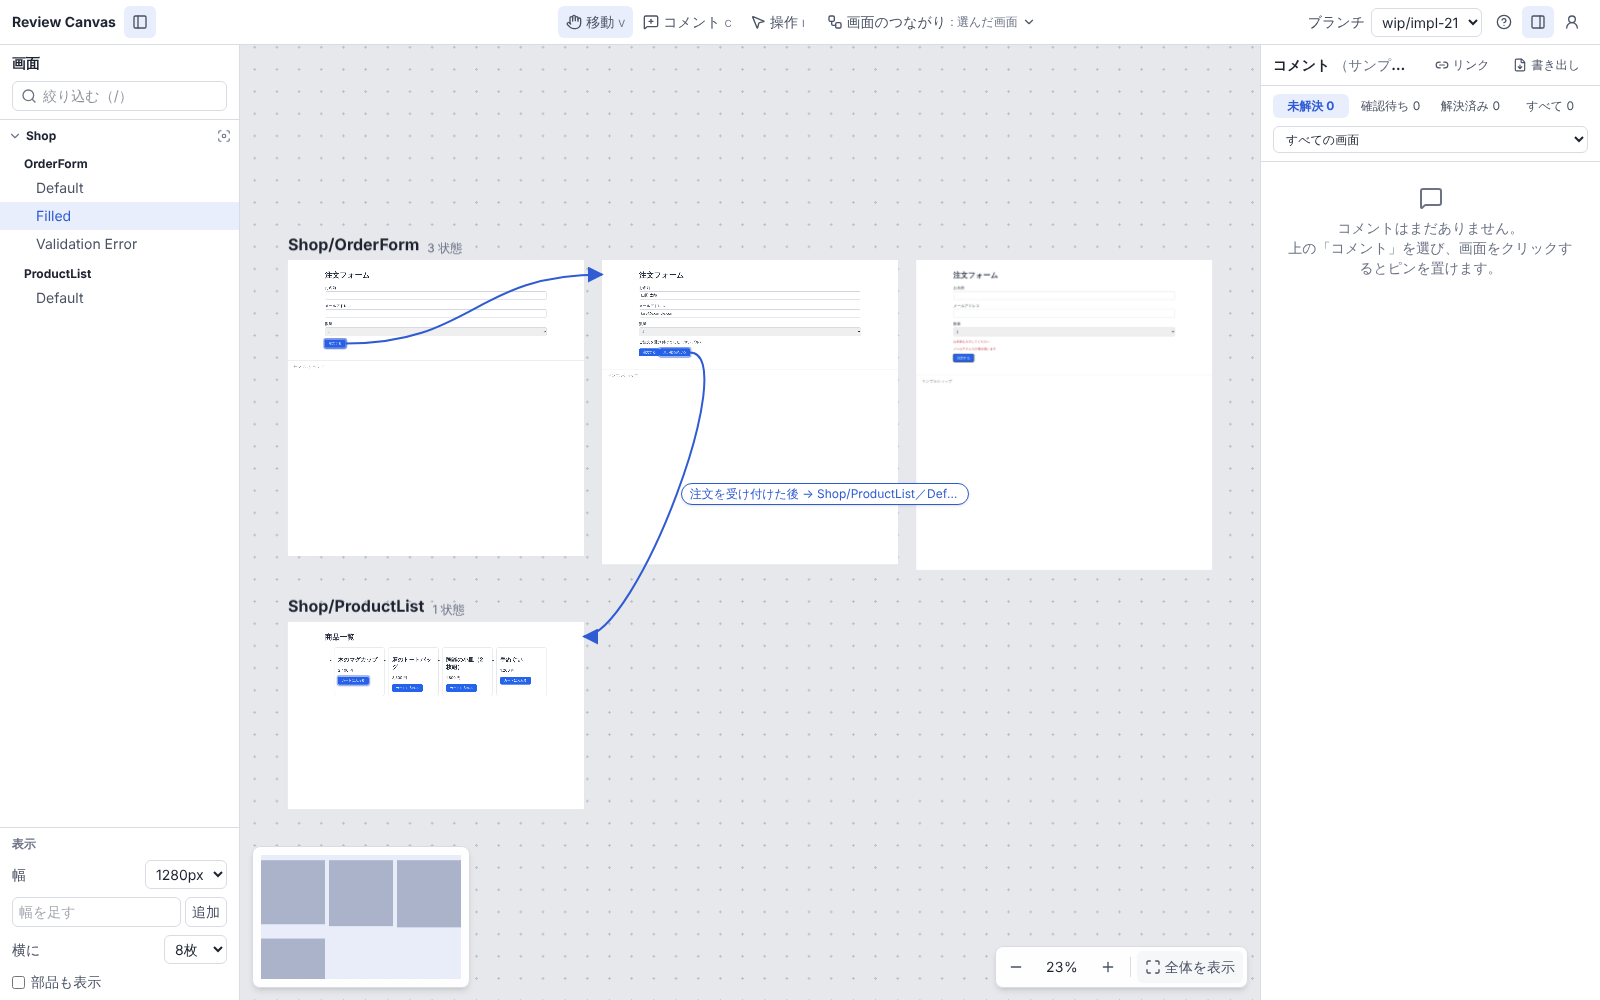 Review Canvas
移動 V
コメント C
操作 I
画面のつながり : 選んだ画面
ブランチ
wip/impl-21
画面
絞り込む（/）
Shop
OrderForm
Default
Filled
Validation Error
ProductList
Default
表示
幅
1280px
幅を足す
追加
横に
8枚
部品も表示
Shop/OrderForm 3 状態
注文フォーム
注文フォーム
注文フォーム
注文を受け付けた後 → Shop/ProductList／Def...
Shop/ProductList 1 状態
商品一覧
23%
全体を表示
コメント （サンプ...
リンク
書き出し
未解決 0
確認待ち 0
解決済み 0
すべて 0
すべての画面
コメントはまだありません。
上の「コメント」を選び、画面をクリックす
るとピンを置けます。